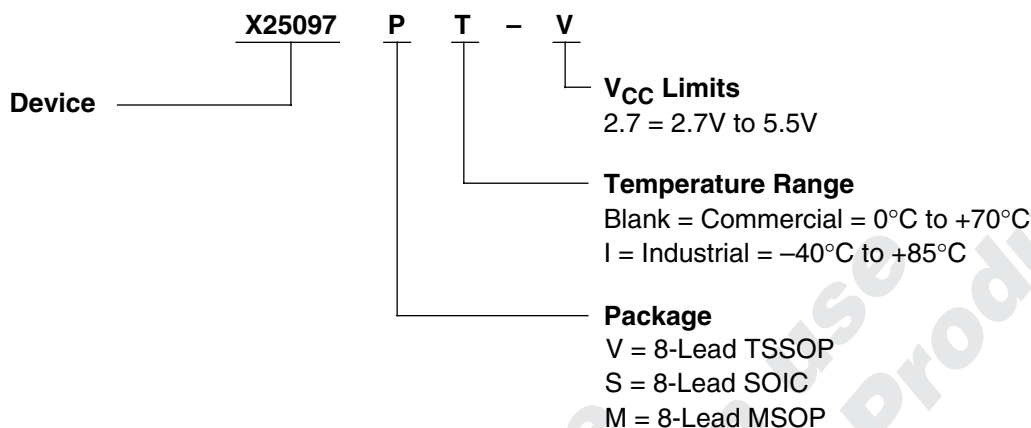 X25097 P T – V
Device
VCC Limits
2.7 = 2.7V to 5.5V
Temperature Range
Blank = Commercial = 0°C to +70°C
I = Industrial = –40°C to +85°C
Package
V = 8-Lead TSSOP
S = 8-Lead SOIC
M = 8-Lead MSOP
use